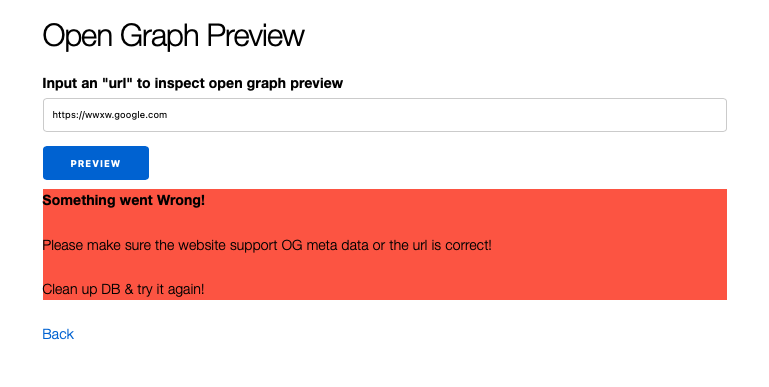 Open Graph Preview
Input an "url" to inspect open graph preview
https://wwxw.google.com
PREVIEW
Something went Wrong!
Please make sure the website support OG meta data or the url is correct!
Clean up DB & try it again!
Back